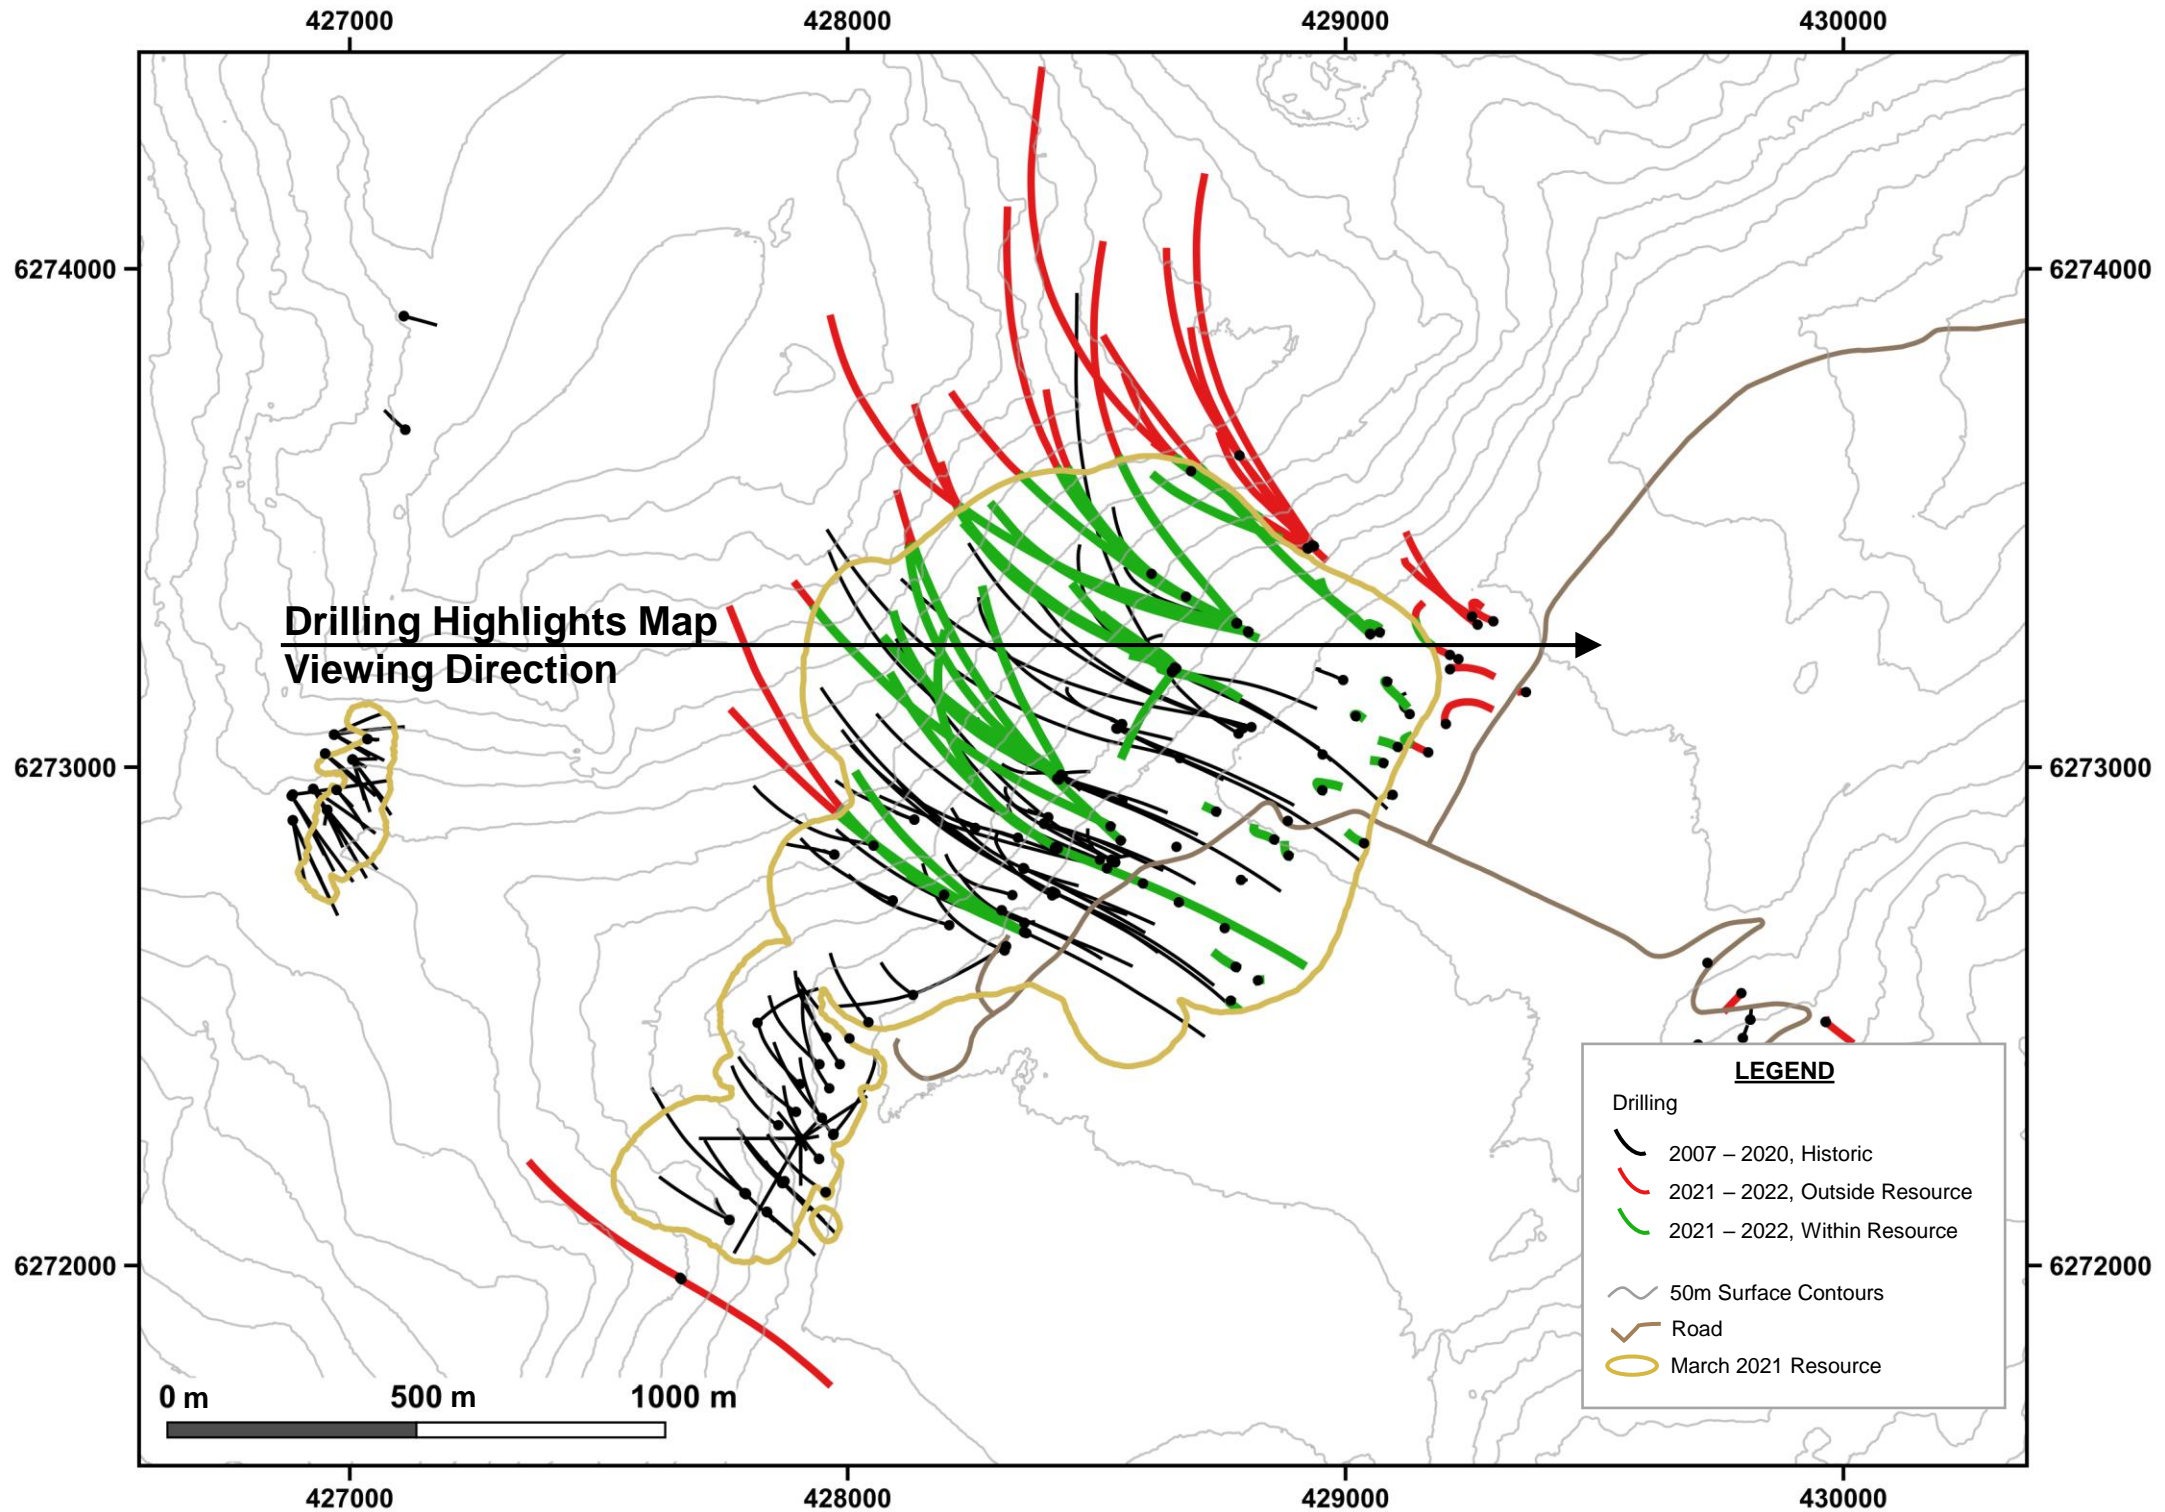 427000 428000 429000 430000
6274000 6274000
Drilling Highlights Map
Viewing Direction
6273000 6273000
LEGEND
Drilling
2007 – 2020, Historic
2021 – 2022, Outside Resource
2021 – 2022, Within Resource
6272000 6272000
50m Surface Contours
Road
March 2021 Resource
0 m 500 m 1000 m
427000 428000 429000 430000